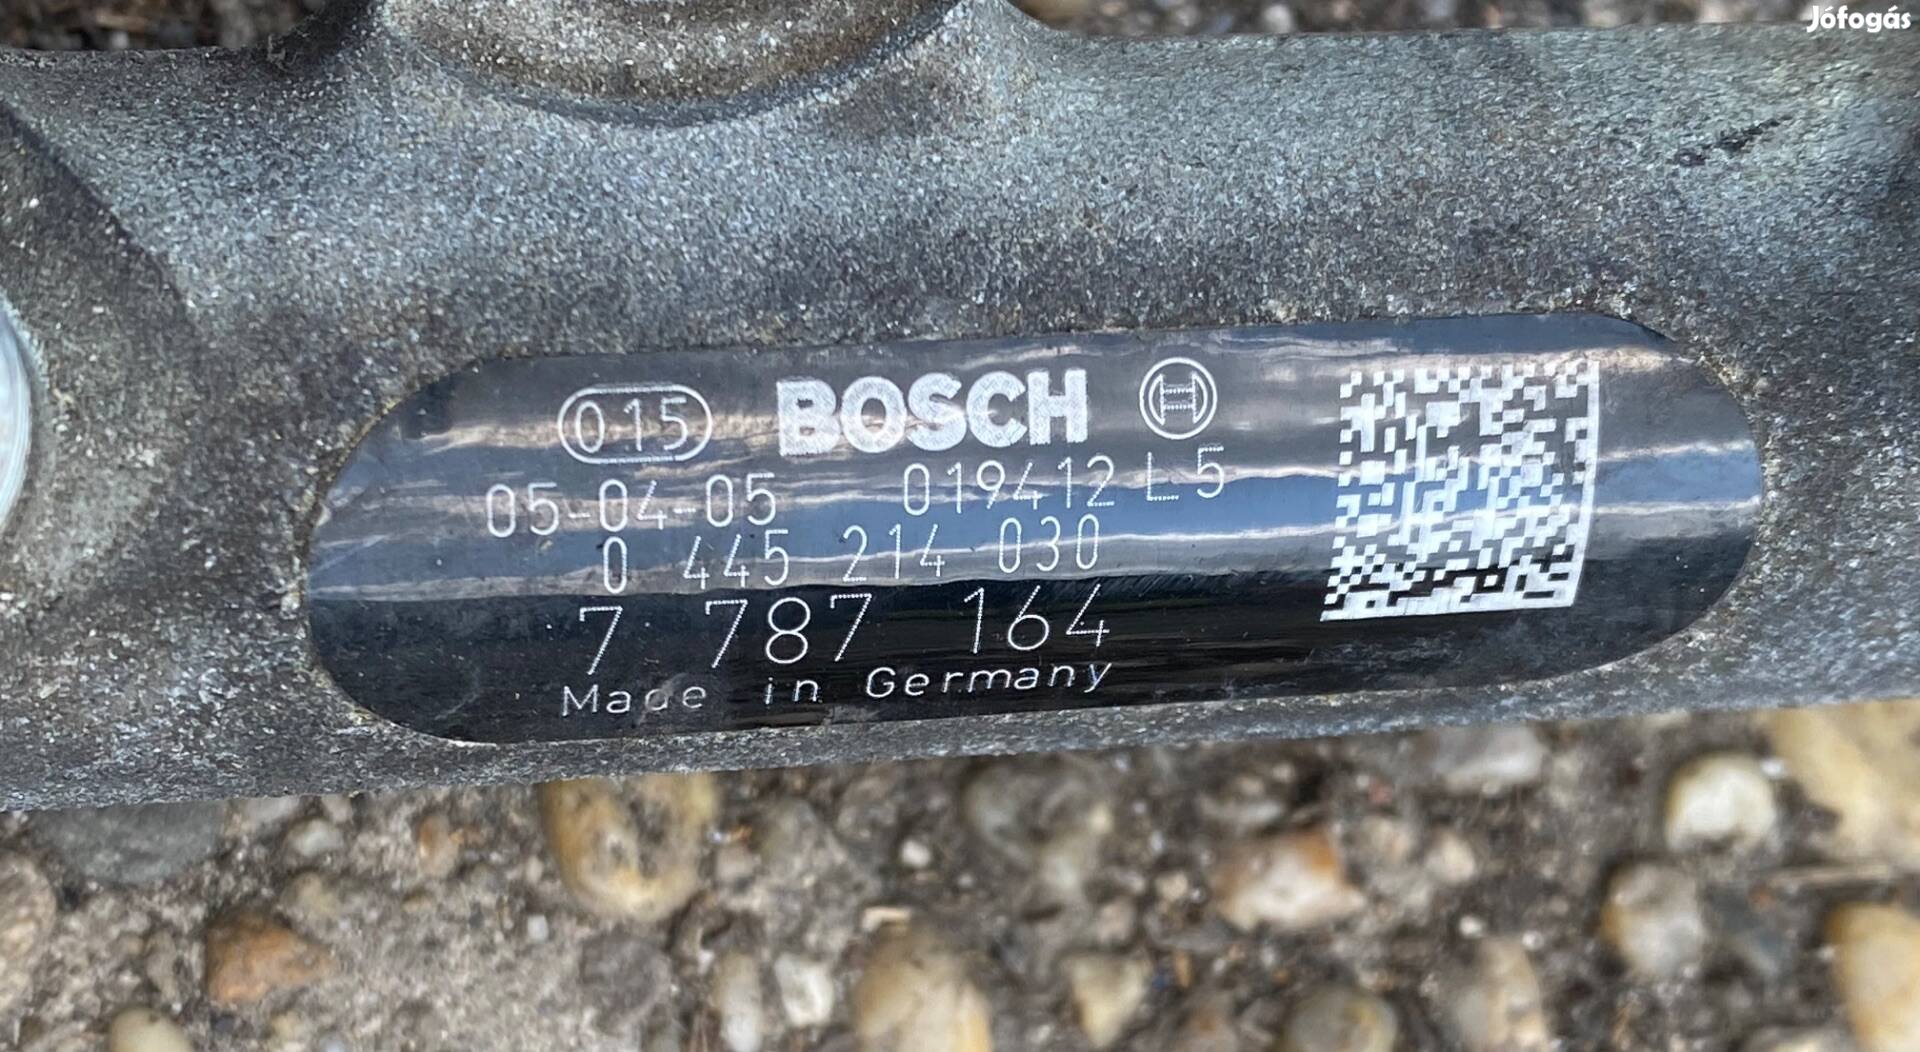 Jófogás
015 BOSCH
05-04-05 019412 L5
0 445 214 030
7 787 164
Made in Germany